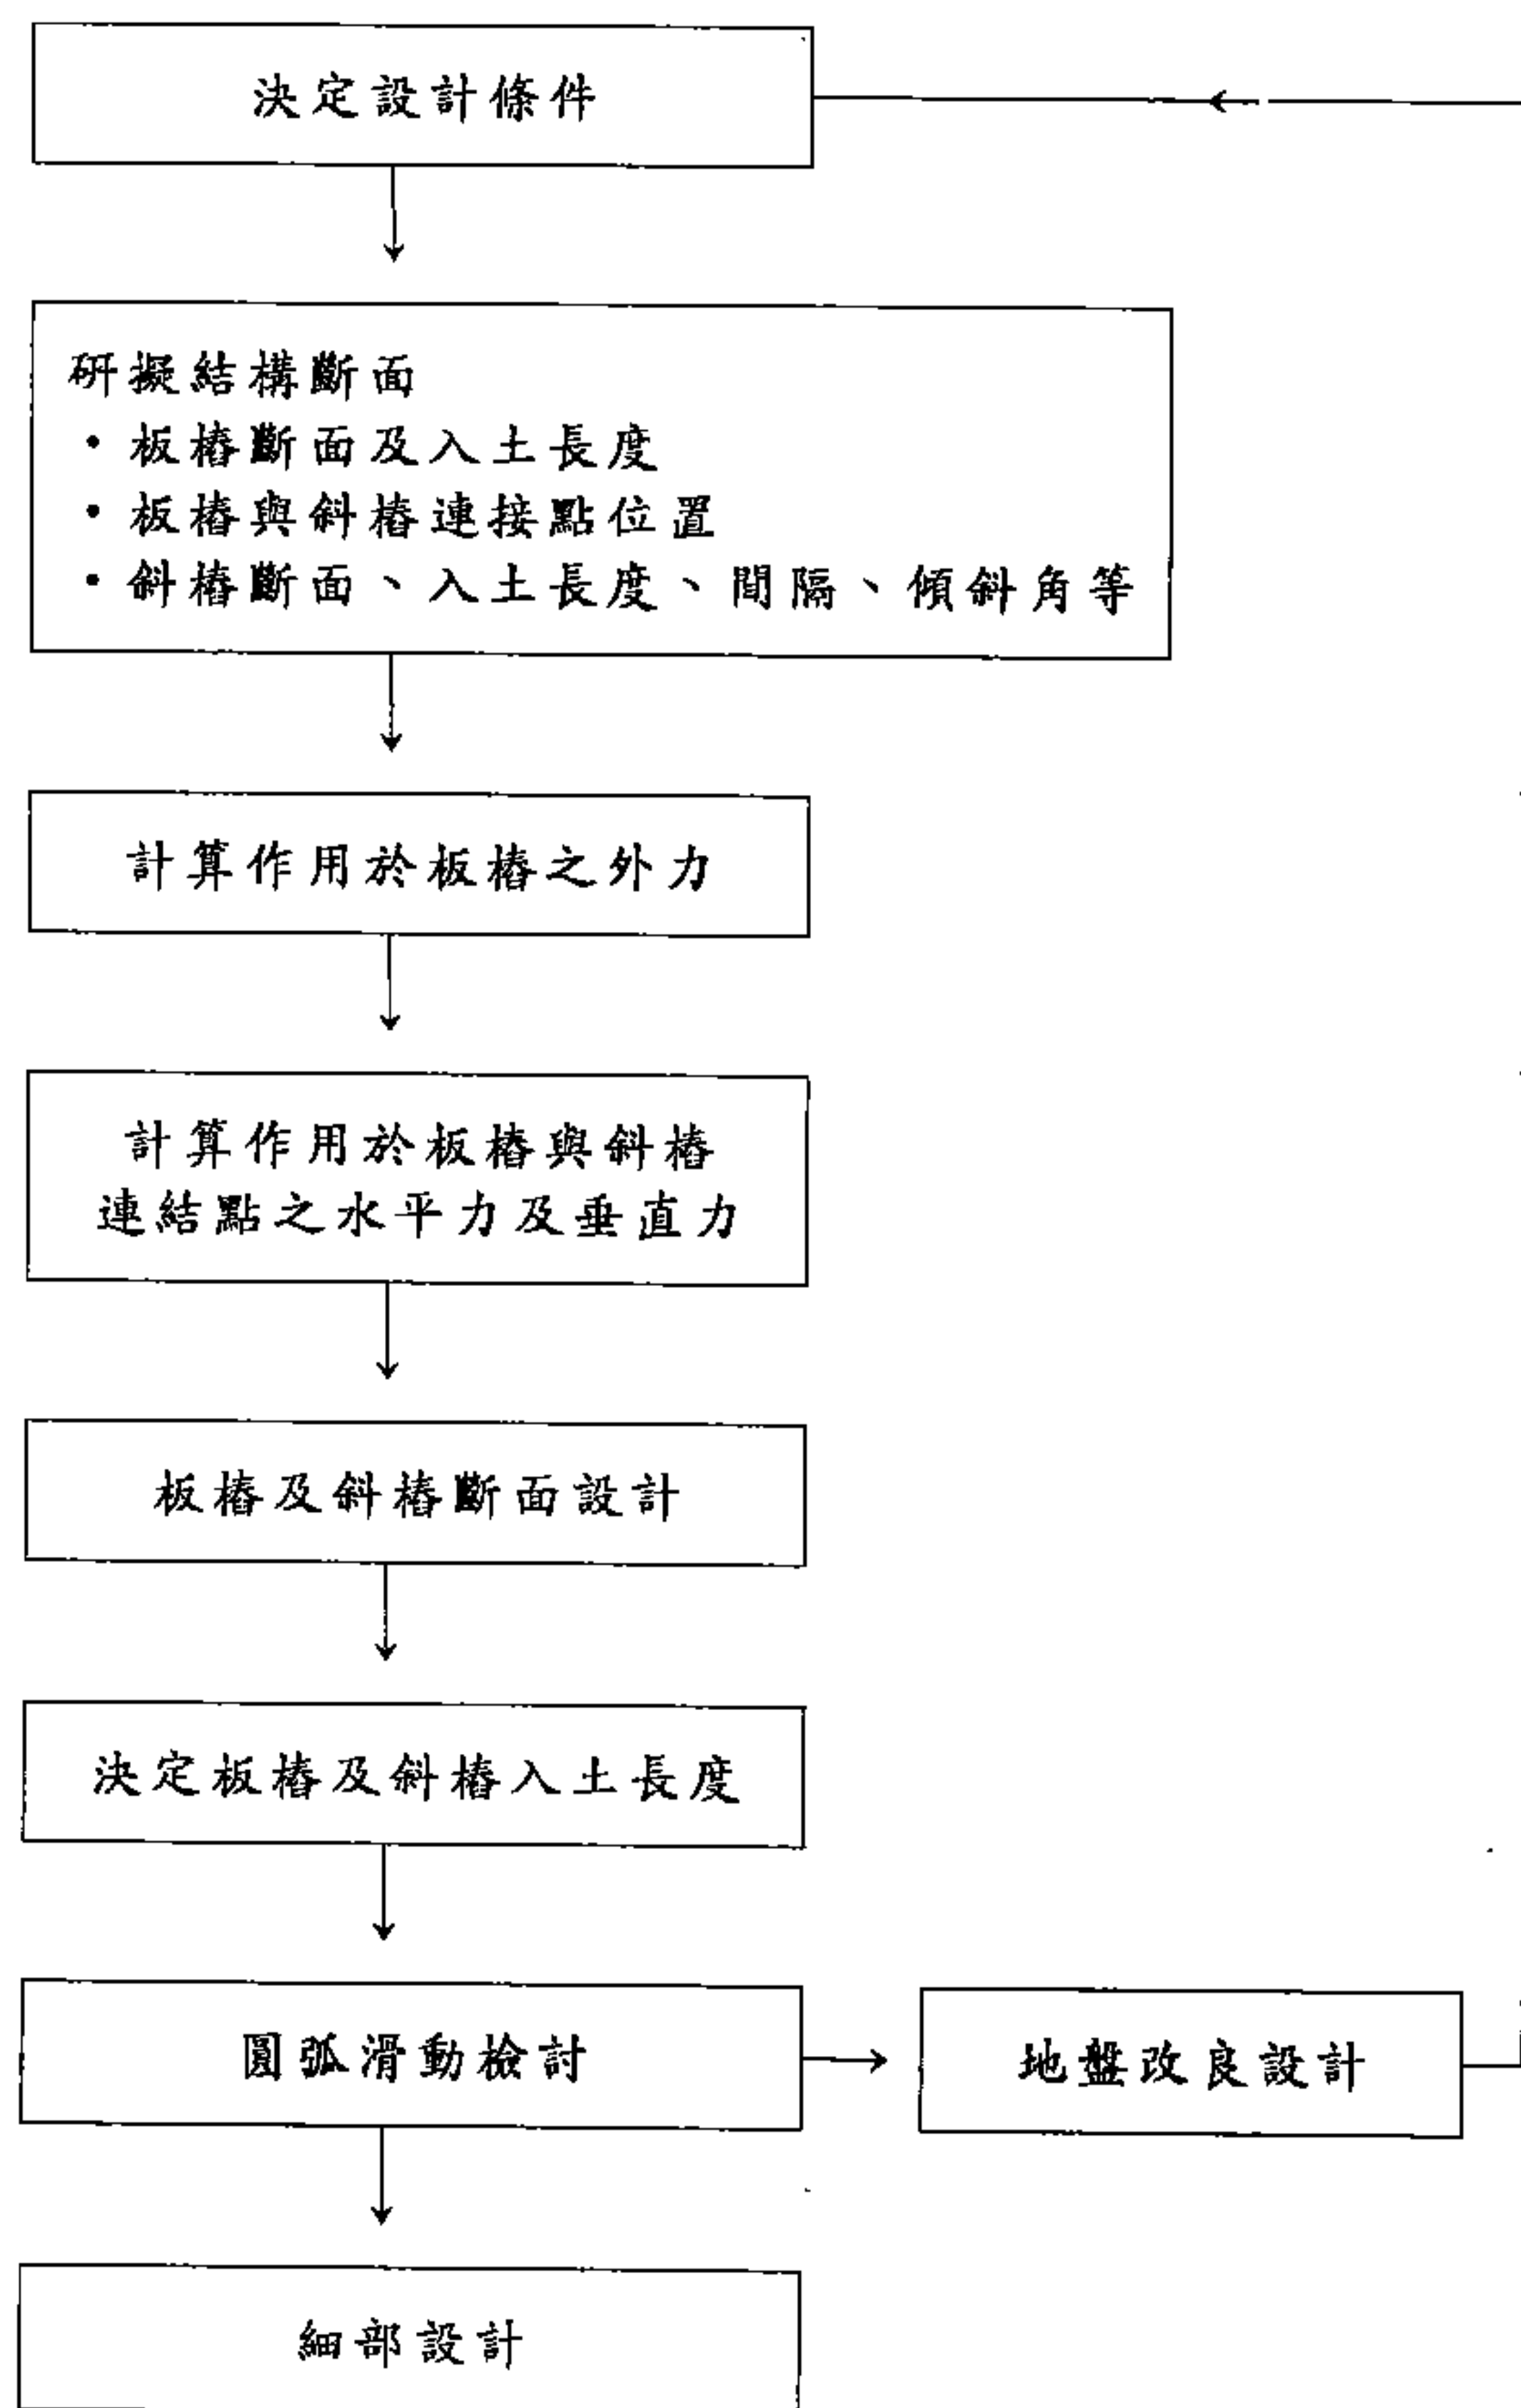 決定設計條件
研擬結構斷面
・板樁斷面及入土長度
・板樁與斜樁連接點位置
・斜樁斷面、入土長度、間隔、傾斜角等
計算作用於板樁之外力
計算作用於板樁與斜樁
連結點之水平力及垂直力
板樁及斜樁斷面設計
決定板樁及斜樁入土長度
圓弧滑動檢討
地盤改良設計
細部設計